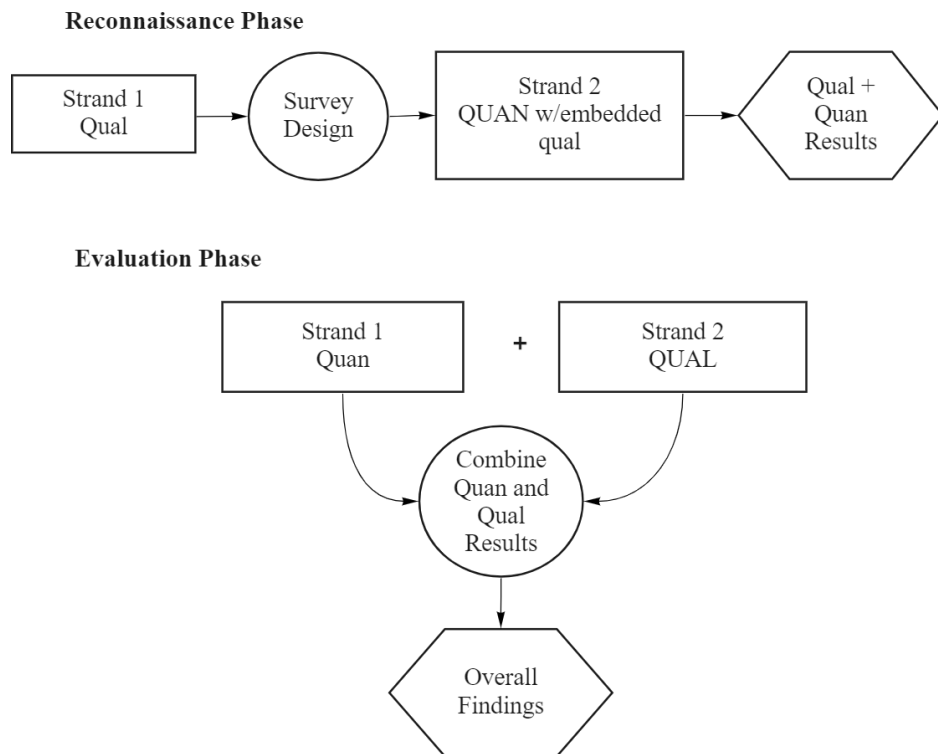 Reconnaissance Phase
Strand 1
Qual
Survey
Design
Strand 2
QUAN w/embedded
qual
Qual +
Quan
Results
Evaluation Phase
Strand 1
Quan
+
Strand 2
QUAL
Combine
Quan and
Qual
Results
Overall
Findings